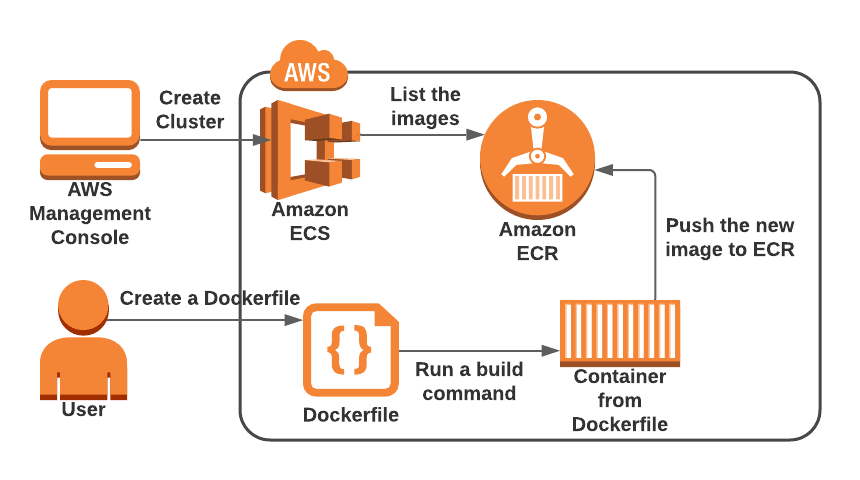 AWS
Create
Cluster
List the
images
AWS
Management
Console
Amazon
ECS
Amazon
ECR
Push the new
image to ECR
Create a Dockerfile
{}
User
Dockerfile
Run a build
command
Container
from
Dockerfile